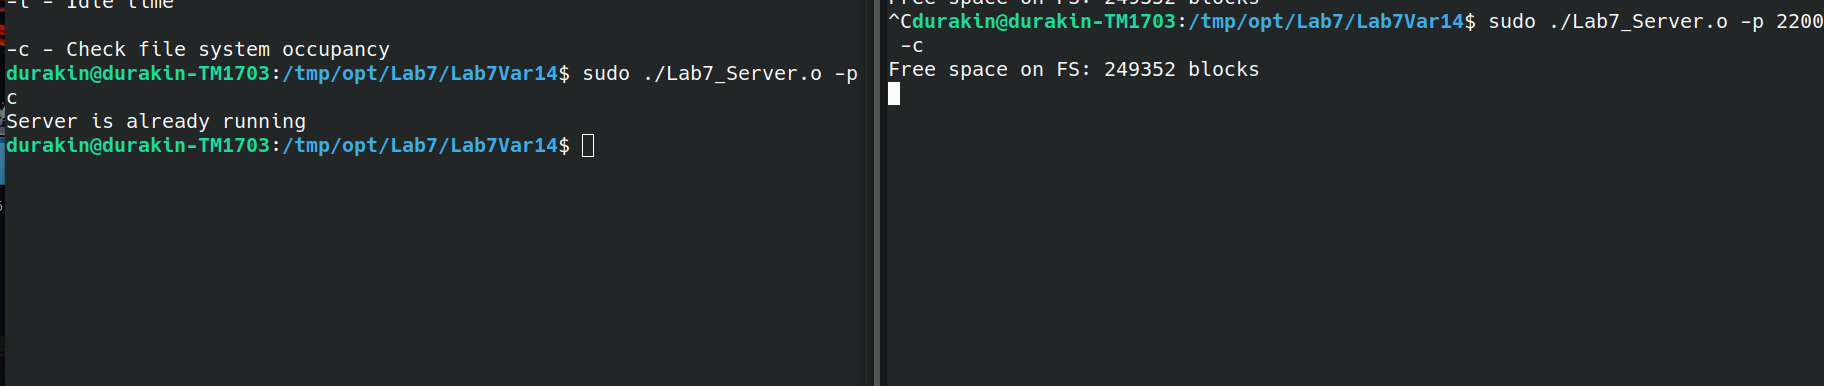 -t - Idle time
-c - Check file system occupancy
durakin@durakin-TM1703:/tmp/opt/Lab7/Lab7Var14$ sudo ./Lab7_Server.o -p
c
Server is already running
durakin@durakin-TM1703:/tmp/opt/Lab7/Lab7Var14$
Free space on FS: 249352 blocks
^Cdurakin@durakin-TM1703:/tmp/opt/Lab7/Lab7Var14$ sudo ./Lab7_Server.o -p 2200
-c
Free space on FS: 249352 blocks